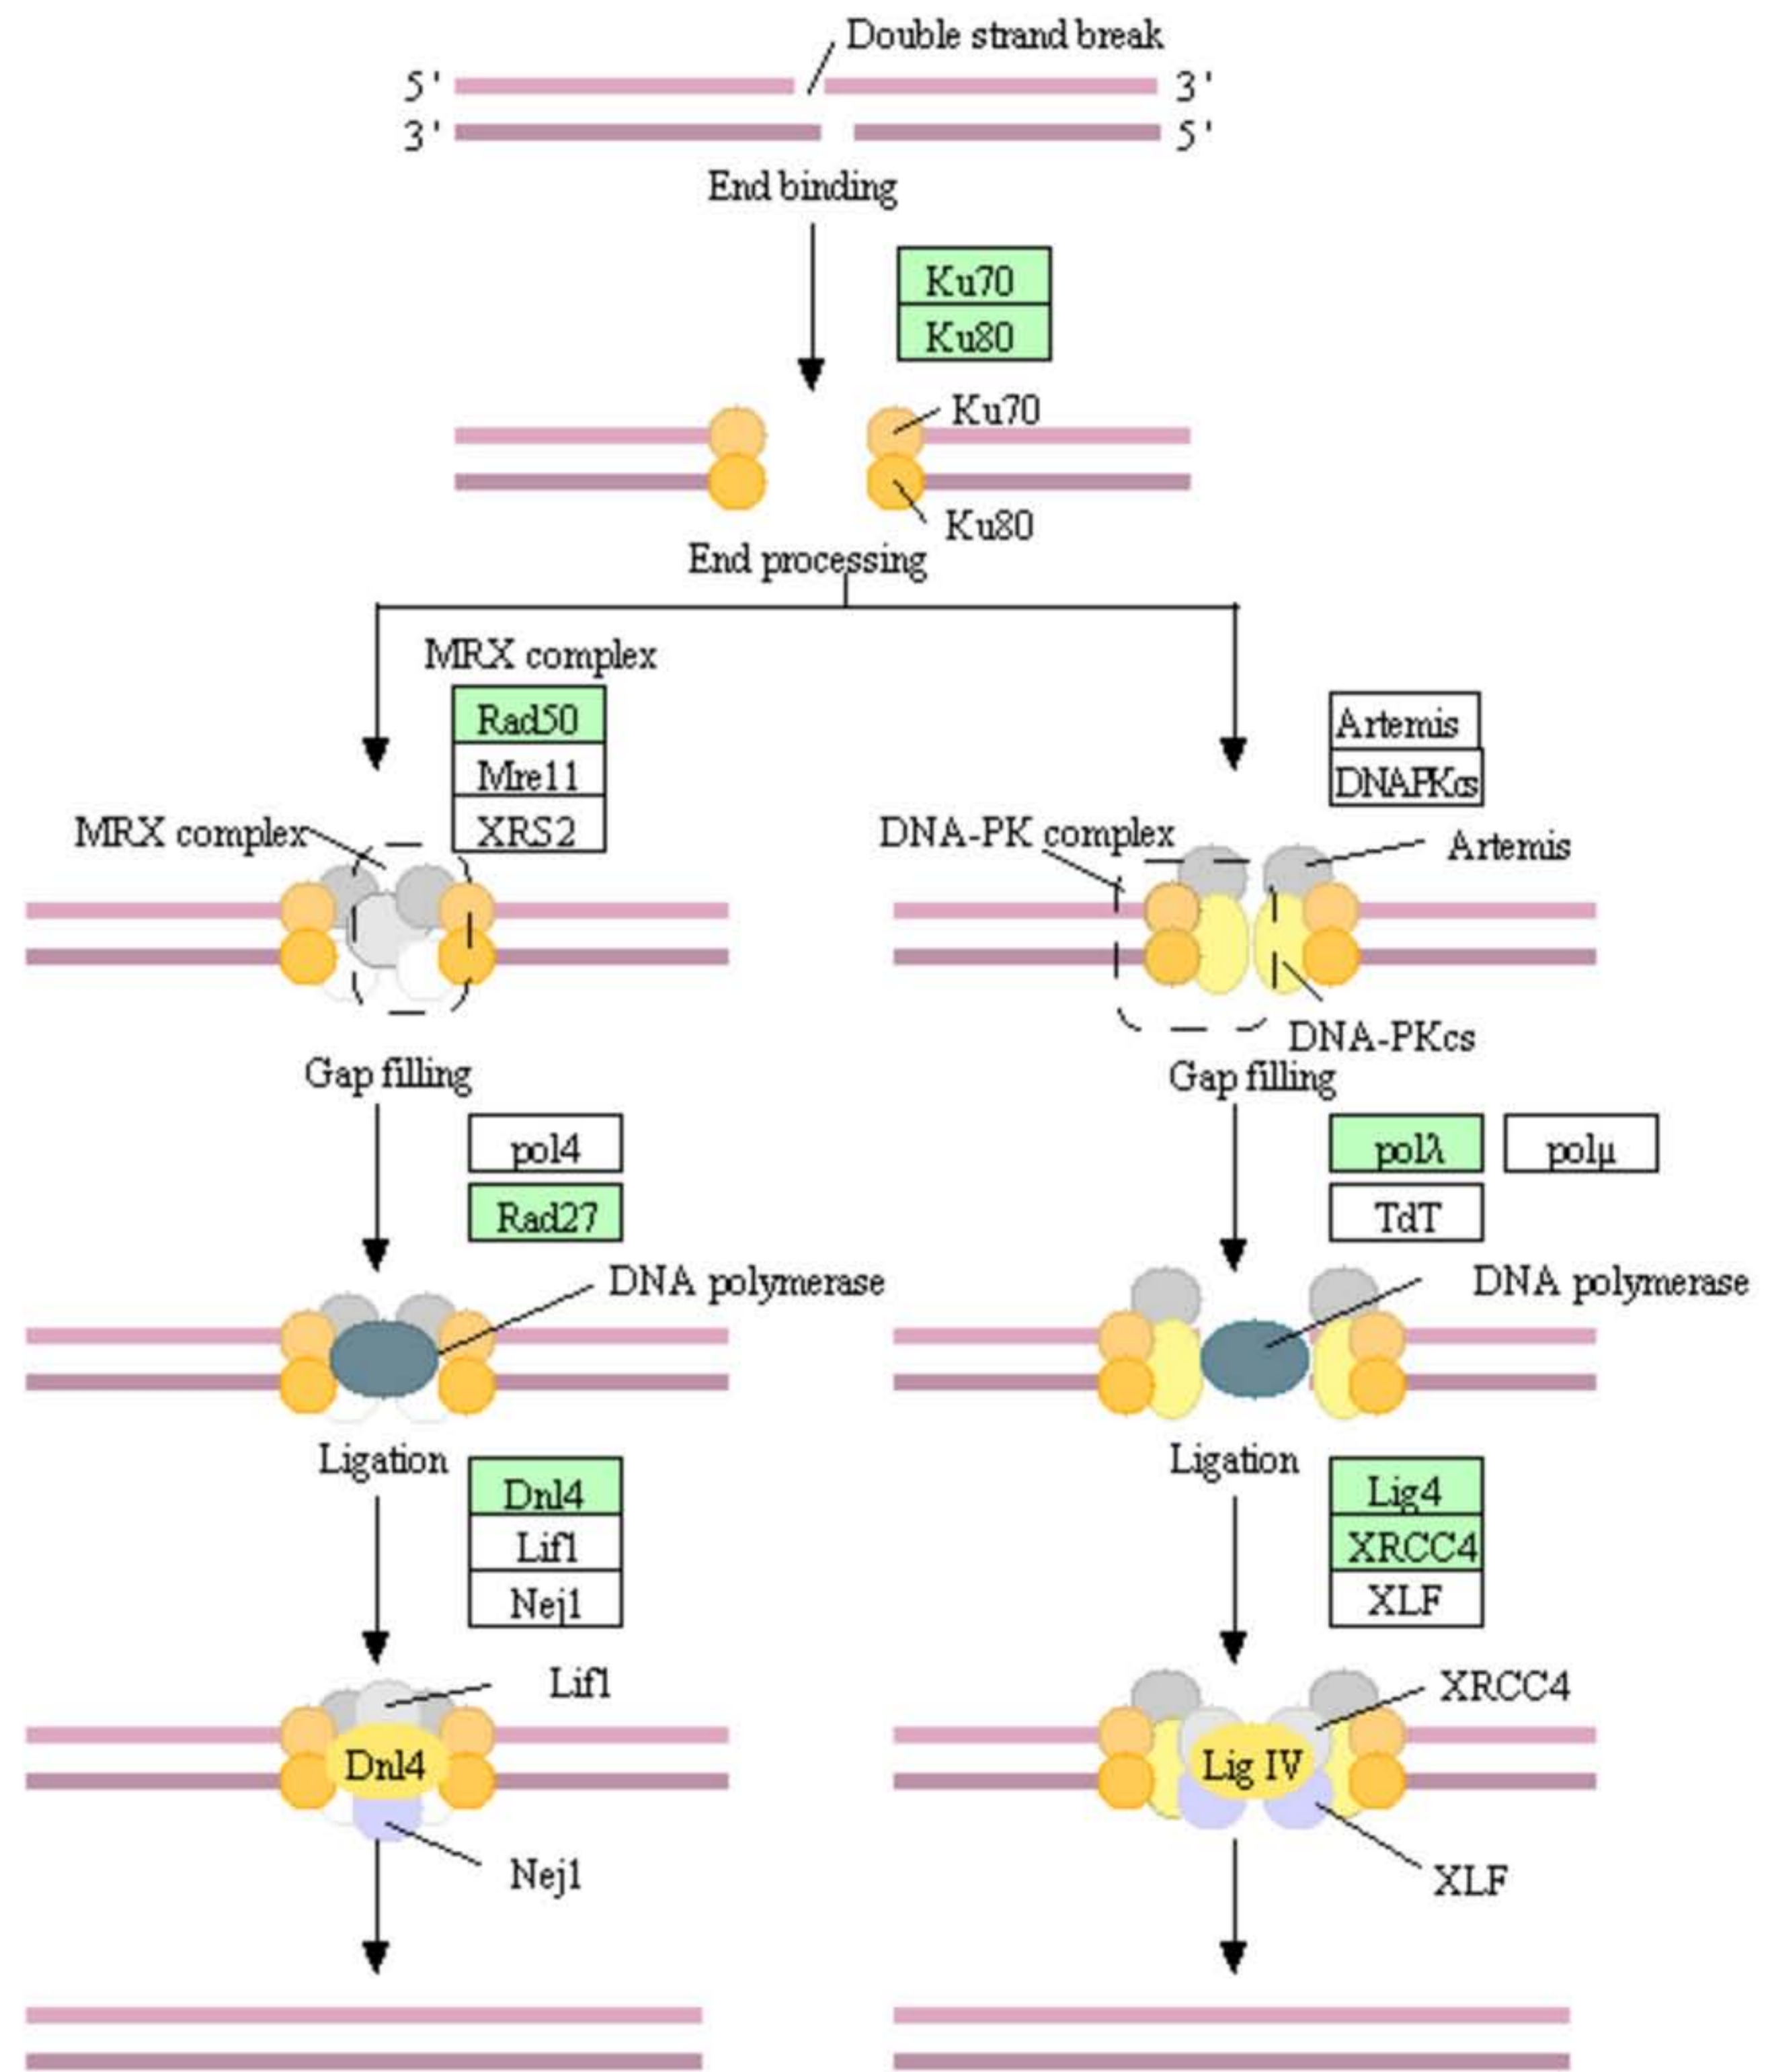 Double strand break
5' 3'
3' 5'
End binding
Ku70
Ku80
Ku70
Ku80
End processing
MRX complex
Rad50
Mre11
XRS2
MRX complex
Artemis
DNAPKcs
DNA-PK complex
Artemis
DNA-PKcs
Gap filling
pol4
Rad27
DNA polymerase
Gap filling
polλ polμ
TdT
DNA polymerase
Ligation
Dnl4
Lif1
Nej1
Lif1
Dnl4
Nej1
Ligation
Lig4
XRCC4
XLF
XRCC4
Lig IV
XLF